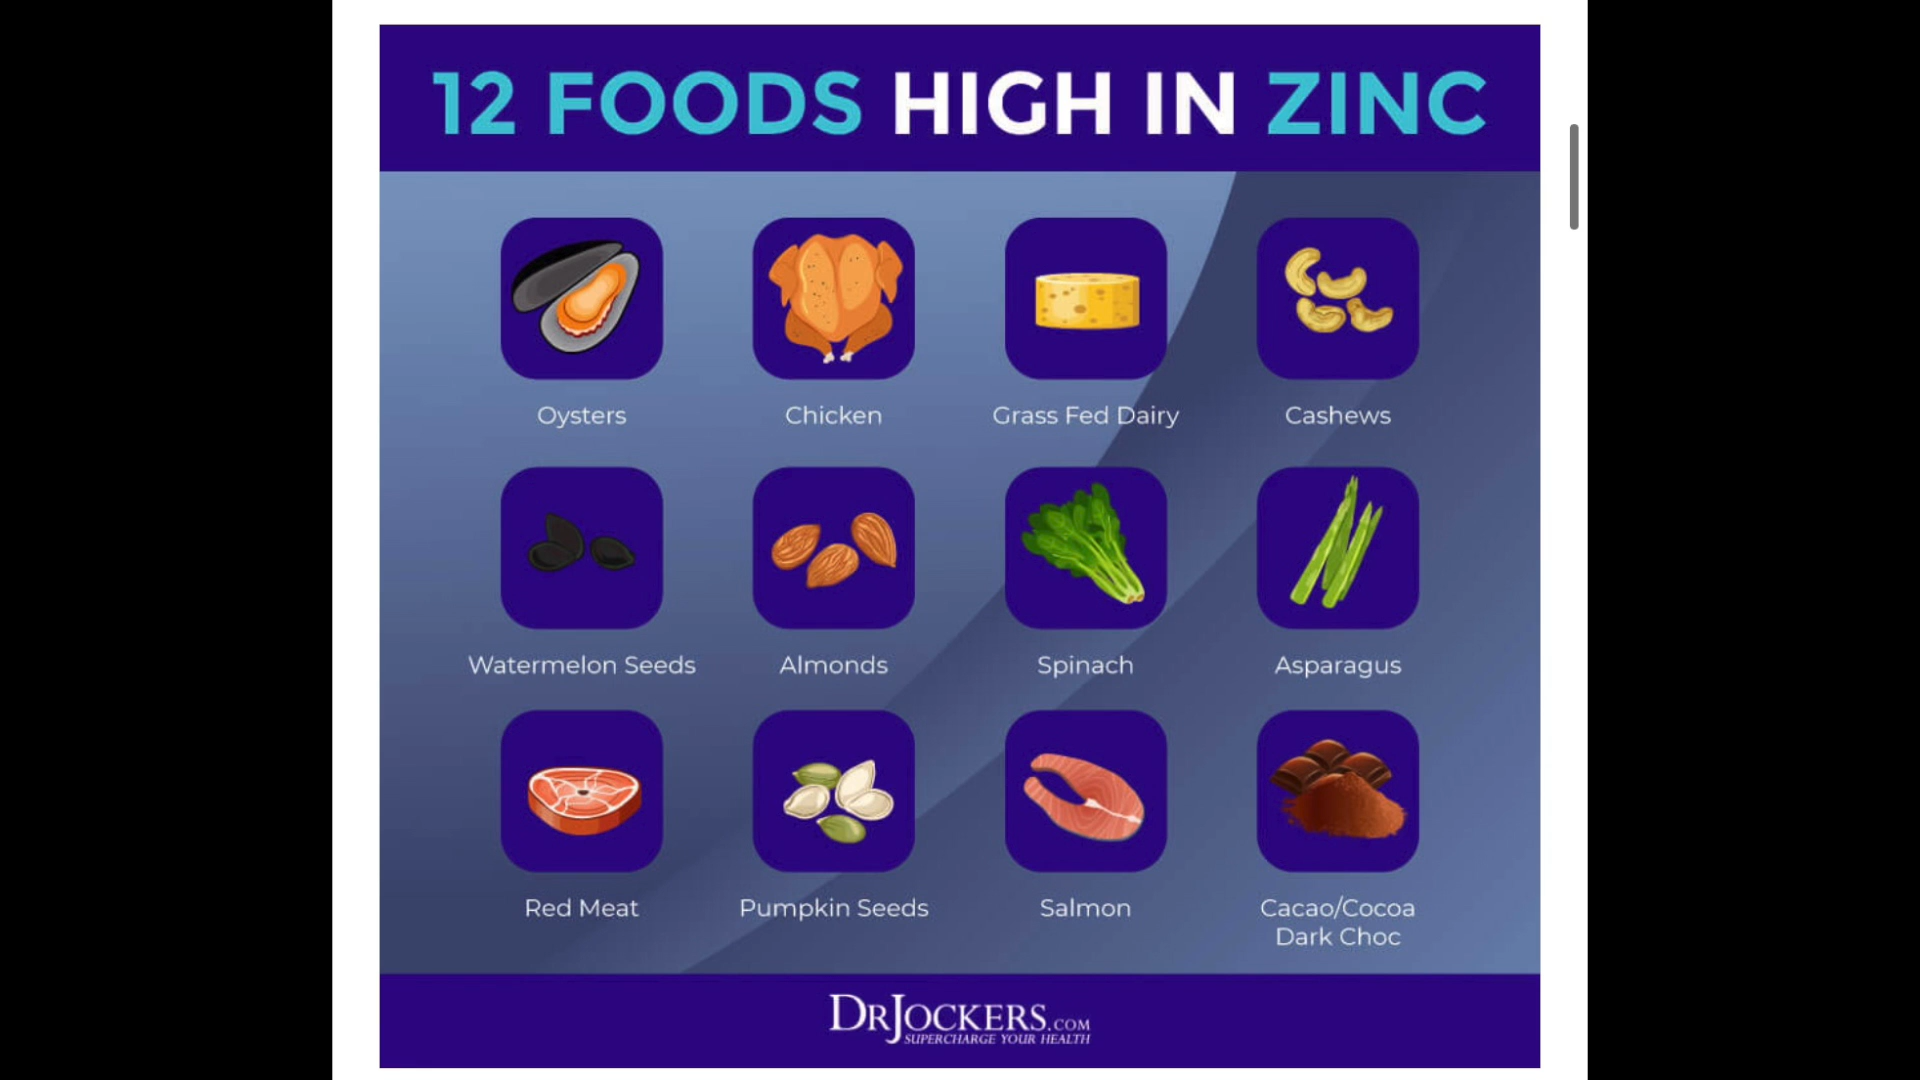 12 FOODS HIGH IN ZINC
Oysters
Chicken
Grass Fed Dairy
Cashews
Watermelon Seeds
Almonds
Spinach
Asparagus
Red Meat
Pumpkin Seeds
Salmon
Cacao/Cocoa
Dark Choc
DRJOCKERS.COM
SUPERCHARGE YOUR HEALTH